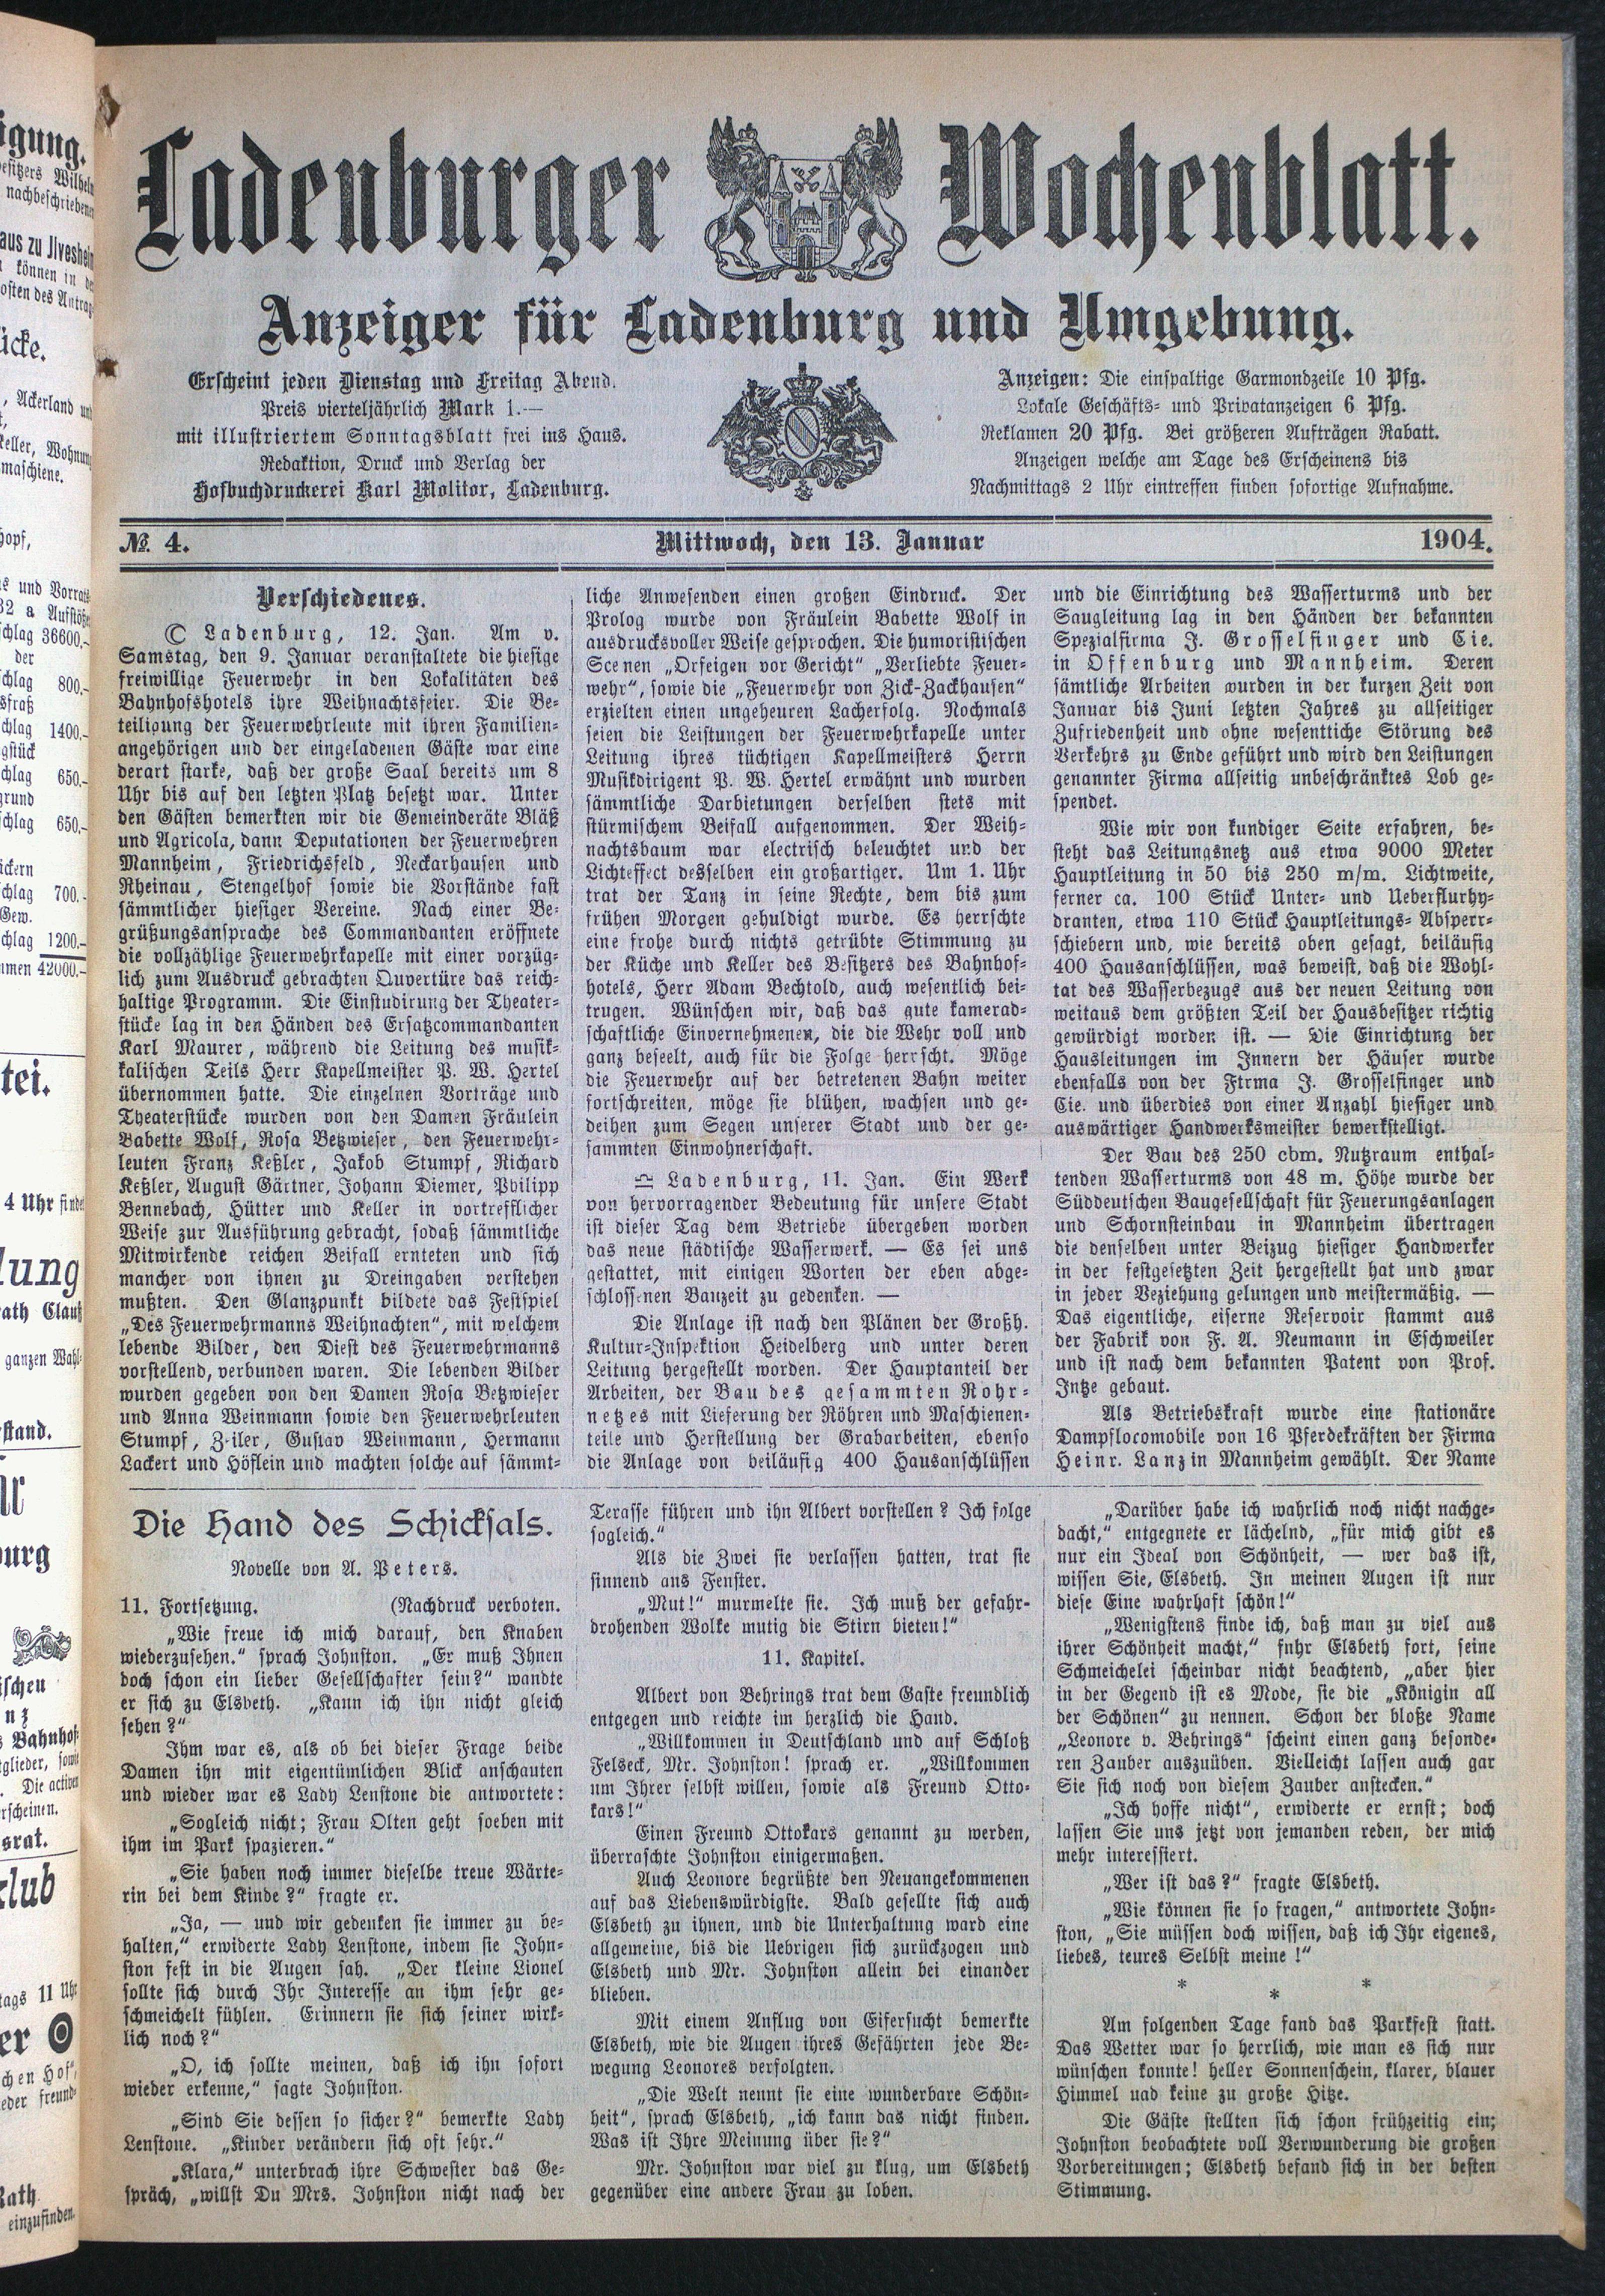 Ladenburger Wochenblatt.
Anzeiger für Ladenburg und Umgebung.
Erscheint jeden Dienstag und Freitag Abend.
Preis vierteljährlich Mark 1.—
mit illustriertem Sonntagsblatt frei ins Haus.
Redaktion, Druck und Verlag der
Hofbuchdruckerei Karl Molitor, Ladenburg.
Anzeigen: Die einspaltige Garmondzeile 10 Pfg.
Lokale Geschäfts- und Privatanzeigen 6 Pfg.
Reklamen 20 Pfg. Bei größeren Aufträgen Rabatt.
Anzeigen welche am Tage des Erscheinens bis
Nachmittags 2 Uhr eintreffen finden sofortige Aufnahme.
№. 4. Mittwoch, den 13. Januar 1904.
Verschiedenes.
© Ladenburg, 12. Jan. Am v.
Samstag, den 9. Januar veranstaltete die hiesige
freiwillige Feuerwehr in den Lokalitäten des
Bahnhofshotels ihre Weihnachtsfeier. Die Be-
teiligung der Feuerwehrleute mit ihren Familien-
angehörigen und der eingeladenen Gäste war eine
derart starke, daß der große Saal bereits um 8
Uhr bis auf den letzten Platz besetzt war. Unter
den Gästen bemerkten wir die Gemeinderäte Bläß
und Agricola, dann Deputationen der Feuerwehren
Mannheim, Friedrichsfeld, Neckarhausen und
Rheinau, Stengelhof sowie die Vorstände fast
sämmtlicher hiesiger Vereine. Nach einer Be-
grüßungsansprache des Commandanten eröffnete
die vollzählige Feuerwehrkapelle mit einer vorzüg-
lich zum Ausdruck gebrachten Ouvertüre das reich-
haltige Programm. Die Einstudirung der Theater-
stücke lag in den Händen des Ersatzcommandanten
Karl Maurer, während die Leitung des musik-
kalischen Teils Herr Kapellmeister P. W. Hertel
übernommen hatte. Die einzelnen Vorträge und
Theaterstücke wurden von den Damen Fräulein
Babette Wolf, Rosa Betzwieser, den Feuerwehr-
leuten Franz Keßler, Jakob Stumpf, Richard
Keßler, August Gärtner, Johann Diemer, Philipp
Bennebach, Hütter und Keller in vortrefflicher
Weise zur Ausführung gebracht, sodaß sämmtliche
Mitwirkende reichen Beifall ernteten und sich
mancher von ihnen zu Dreingaben verstehen
mußten. Den Glanzpunkt bildete das Festspiel
„Des Feuerwehrmanns Weihnachten“, mit welchem
lebende Bilder, den Diest des Feuerwehrmanns
vorstellend, verbunden waren. Die lebenden Bilder
wurden gegeben von den Damen Rosa Betzwieser
und Anna Weinmann sowie den Feuerwehrleuten
Stumpf, Zeiler, Gustav Weinmann, Hermann
Lackert und Höflein und machten solche auf sämmt-
liche Anwesenden einen großen Eindruck. Der
Prolog wurde von Fräulein Babette Wolf in
ausdrucksvoller Weise gesprochen. Die humoristischen
Scenen „Orfeigen vor Gericht“ „Verliebte Feuer-
wehr“, sowie die „Feuerwehr von Zick-Zackhausen“
erzielten einen ungeheuren Lacherfolg. Nochmals
seien die Leistungen der Feuerwehrkapelle unter
Leitung ihres tüchtigen Kapellmeisters Herrn
Musikdirigent P. W. Hertel erwähnt und wurden
sämmtliche Darbietungen derselben stets mit
stürmischem Beifall aufgenommen. Der Weih-
nachtsbaum war electrisch beleuchtet und der
Lichteffect desselben ein großartiger. Um 1. Uhr
trat der Tanz in seine Rechte, dem bis zum
frühen Morgen gehuldigt wurde. Es herrschte
eine frohe durch nichts getrübte Stimmung zu
der Küche und Keller des Besitzers des Bahnhof-
hotels, Herr Adam Bechtold, auch wesentlich bei-
trugen. Wünschen wir, daß das gute kamerad-
schaftliche Einvernehmenen, die die Wehr voll und
ganz beseelt, auch für die Folge herrscht. Möge
die Feuerwehr auf der betretenen Bahn weiter
fortschreiten, möge sie blühen, wachsen und ge-
deihen zum Segen unserer Stadt und der ge-
sammten Einwohnerschaft.
Ladenburg, 11. Jan. Ein Werk
von hervorragender Bedeutung für unsere Stadt
ist dieser Tag dem Betriebe übergeben worden
das neue städtische Wasserwerk. — Es sei uns
gestattet, mit einigen Worten der eben abge-
schlossenen Bauzeit zu gedenken. —
Die Anlage ist nach den Plänen der Großh.
Kultur-Inspektion Heidelberg und unter deren
Leitung hergestellt worden. Der Hauptanteil der
Arbeiten, der Bau des gesammten Rohr-
netzes mit Lieferung der Röhren und Maschienen-
teile und Herstellung der Grabarbeiten, ebenso
die Anlage von beiläufig 400 Hausanschlüssen
und die Einrichtung des Wasserturms und der
Saugleitung lag in den Händen der bekannten
Spezialfirma J. Grosselfinger und Cie.
in Offenburg und Mannheim. Deren
sämtliche Arbeiten wurden in der kurzen Zeit von
Januar bis Juni letzten Jahres zu allseitiger
Zufriedenheit und ohne wesenttiche Störung des
Verkehrs zu Ende geführt und wird den Leistungen
genannter Firma allseitig unbeschränktes Lob ge-
spendet.
Wie wir von kundiger Seite erfahren, be-
steht das Leitungsnetz aus etwa 9000 Meter
Hauptleitung in 50 bis 250 m/m. Lichtweite,
ferner ca. 100 Stück Unter- und Ueberflurhy-
dranten, etwa 110 Stück Hauptleitungs- Absperr-
schiebern und, wie bereits oben gesagt, beiläufig
400 Hausanschlüssen, was beweist, daß die Wohl-
tat des Wasserbezugs aus der neuen Leitung von
weitaus dem größten Teil der Hausbesitzer richtig
gewürdigt worden ist. — Die Einrichtung der
Hausleitungen im Innern der Häuser wurde
ebenfalls von der Ftrma J. Grosselfinger und
Cie. und überdies von einer Anzahl hiesiger und
auswärtiger Handwerksmeister bewerkstelligt.
Der Bau des 250 cbm. Nutzraum enthal-
tenden Wasserturms von 48 m. Höhe wurde der
Süddeutschen Baugesellschaft für Feuerungsanlagen
und Schornsteinbau in Mannheim übertragen
die denselben unter Beizug hiesiger Handwerker
in der festgesetzten Zeit hergestellt hat und zwar
in jeder Beziehung gelungen und meistermäßig. —
Das eigentliche, eiserne Reservoir stammt aus
der Fabrik von F. A. Neumann in Eschweiler
und ist nach dem bekannten Patent von Prof.
Intze gebaut.
Als Betriebskraft wurde eine stationäre
Dampflocomobile von 16 Pferdekräften der Firma
Heinr. Lanz in Mannheim gewählt. Der Name
Die Hand des Schicksals.
Novelle von A. Peters.
11. Fortsetzung. (Nachdruck verboten.
„Wie freue ich mich darauf, den Knaben
wiederzusehen.“ sprach Johnston. „Er muß Ihnen
doch schon ein lieber Gesellschafter sein?“ wandte
er sich zu Elsbeth. „Kann ich ihn nicht gleich
sehen?“
Ihm war es, als ob bei dieser Frage beide
Damen ihn mit eigentümlichen Blick anschauten
und wieder war es Lady Lenstone die antwortete:
„Sogleich nicht; Frau Olten geht soeben mit
ihm im Park spazieren.“
„Sie haben noch immer dieselbe treue Wärte-
rin bei dem Kinde?“ fragte er.
„Ja, — und wir gedenken sie immer zu be-
halten,“ erwiderte Lady Lenstone, indem sie John-
ston fest in die Augen sah. „Der kleine Lionel
sollte sich durch Ihr Interesse an ihm sehr ge-
schmeichelt fühlen. Erinnern sie sich seiner wirk-
lich noch?“
„O, ich sollte meinen, daß ich ihn sofort
wieder erkenne,“ sagte Johnston.
„Sind Sie dessen so sicher?“ bemerkte Lady
Lenstone. „Kinder verändern sich oft sehr.“
„Klara,“ unterbrach ihre Schwester das Ge-
spräch, „willst Du Mrs. Johnston nicht nach der
Terasse führen und ihn Albert vorstellen? Ich folge
sogleich.“
Als die Zwei sie verlassen hatten, trat sie
sinnend ans Fenster.
„Mut!“ murmelte sie. Ich muß der gefahr-
drohenden Wolke mutig die Stirn bieten!“
11. Kapitel.
Albert von Behrings trat dem Gaste freundlich
entgegen und reichte im herzlich die Hand.
„Willkommen in Deutschland und auf Schloß
Felseck, Mr. Johnston! sprach er. „Willkommen
um Ihrer selbst willen, sowie als Freund Otto-
kars!“
Einen Freund Ottokars genannt zu werden,
überraschte Johnston einigermaßen.
Auch Leonore begrüßte den Neuangekommenen
auf das Liebenswürdigste. Bald gesellte sich auch
Elsbeth zu ihnen, und die Unterhaltung ward eine
allgemeine, bis die Uebrigen sich zurückzogen und
Elsbeth und Mr. Johnston allein bei einander
blieben.
Mit einem Anflug von Eifersucht bemerkte
Elsbeth, wie die Augen ihres Gefährten jede Be-
wegung Leonores verfolgten.
„Die Welt nennt sie eine wunderbare Schön-
heit“, sprach Elsbeth, „ich kann das nicht finden.
Was ist Ihre Meinung über sie?“
Mr. Johnston war viel zu klug, um Elsbeth
gegenüber eine andere Frau zu loben.
„Darüber habe ich wahrlich noch nicht nachge-
dacht,“ entgegnete er lächelnd, „für mich gibt es
nur ein Ideal von Schönheit, — wer das ist,
wissen Sie, Elsbeth. In meinen Augen ist nur
diese Eine wahrhaft schön!“
„Wenigstens finde ich, daß man zu viel aus
ihrer Schönheit macht,“ fuhr Elsbeth fort, seine
Schmeichelei scheinbar nicht beachtend, „aber hier
in der Gegend ist es Mode, sie die „Königin all
der Schönen“ zu nennen. Schon der bloße Name
„Leonore v. Behrings“ scheint einen ganz besonde-
ren Zauber auszuüben. Vielleicht lassen auch gar
Sie sich noch von diesem Zauber anstecken.“
„Ich hoffe nicht“, erwiderte er ernst; doch
lassen Sie uns jetzt von jemanden reden, der mich
mehr interessiert.
„Wer ist das?“ fragte Elsbeth.
„Wie können sie so fragen,“ antwortete John-
ston, „Sie müssen doch wissen, daß ich Ihr eigenes,
liebes, teures Selbst meine!“
* * *
Am folgenden Tage fand das Parkfest statt.
Das Wetter war so herrlich, wie man es sich nur
wünschen konnte! heller Sonnenschein, klarer, blauer
Himmel uad keine zu große Hitze.
Die Gäste stellten sich schon frühzeitig ein;
Johnston beobachtete voll Verwunderung die großen
Vorbereitungen; Elsbeth befand sich in der besten
Stimmung.